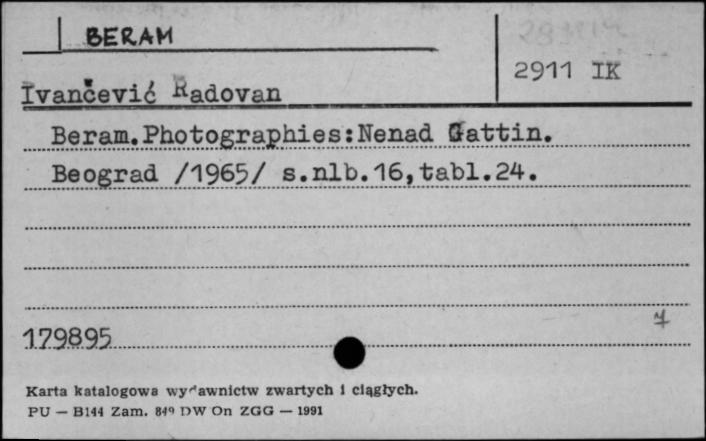 BERAM
2911 IK
Ivančević Radovan
Beram.Photographies:Nenad Gattin.
Beograd /1965/ s.nlb.16,tabl.24.
179895
Karta katalogowa wydawnictw zwartych i ciągłych.
PU — B144 Zam. 849 DW On ZGG — 1991